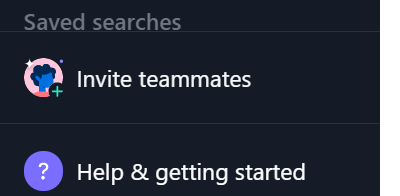 Saved searches
Invite teammates
? Help & getting started